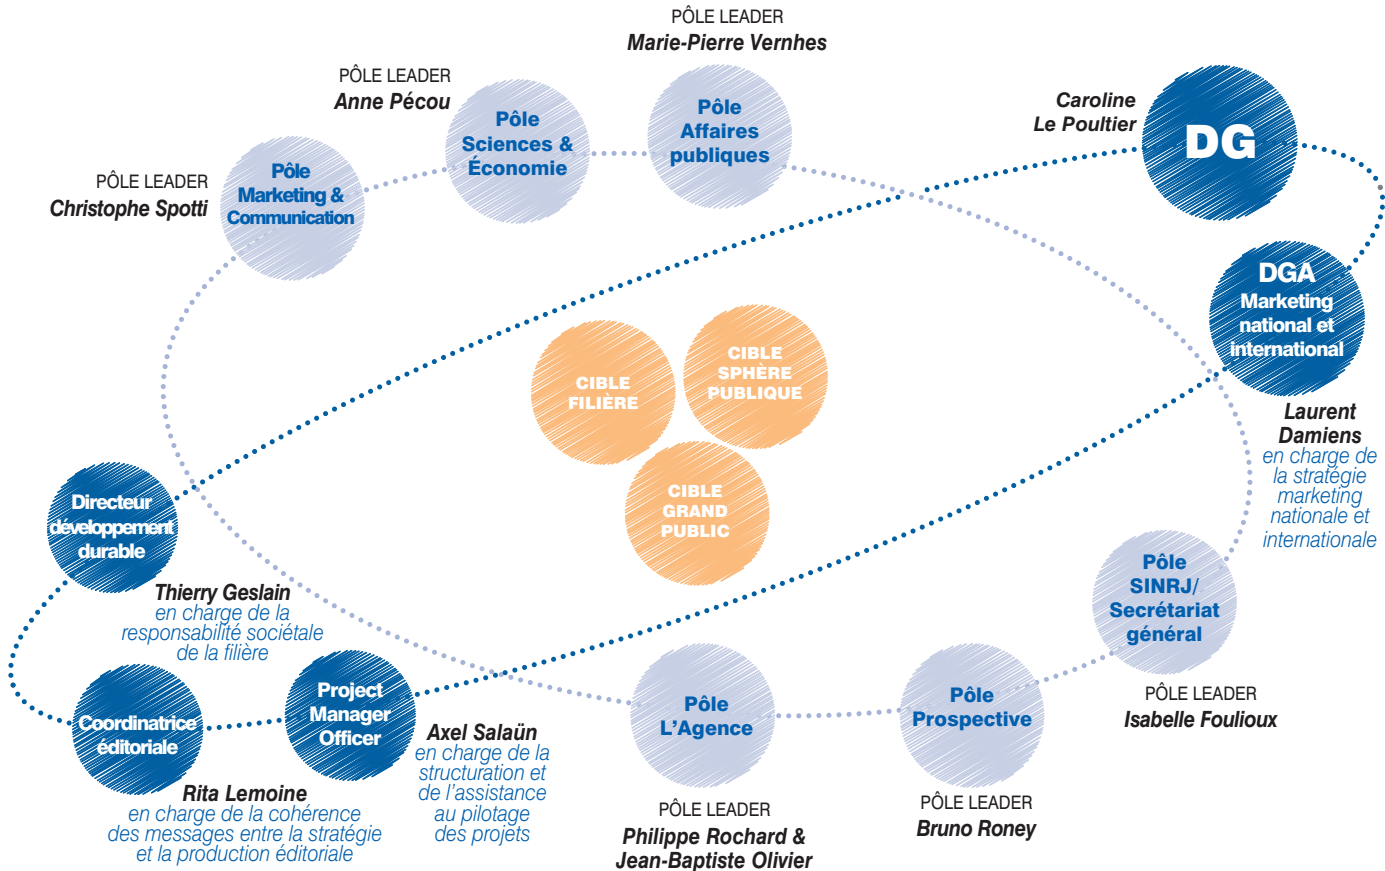 PÔLE LEADER
Marie-Pierre Vernhes
PÔLE LEADER
Anne Pécou
PÔLE LEADER
Christophe Spotti
Pôle
Marketing &
Communication
Pôle
Sciences &
Économie
Pôle
Affaires
publiques
Caroline
Le Poultier
DG
DGA
Marketing
national et
international
Laurent
Damiens
en charge de
la stratégie
marketing
nationale et
internationale
CIBLE
FILIÈRE
CIBLE
SPHÈRE
PUBLIQUE
CIBLE
GRAND
PUBLIC
Directeur
développement
durable
Thierry Geslain
en charge de la
responsabilité sociétale
de la filière
Coordinatrice
éditoriale
Rita Lemoine
en charge de la cohérence
des messages entre la stratégie
et la production éditoriale
Project
Manager
Officer
Axel Salaün
en charge de la
structuration et
de l'assistance
au pilotage
des projets
Pôle
L'Agence
PÔLE LEADER
Philippe Rochard &
Jean-Baptiste Olivier
Pôle
Prospective
PÔLE LEADER
Bruno Roney
Pôle
SINRJ/
Secrétariat
général
PÔLE LEADER
Isabelle Foulioux